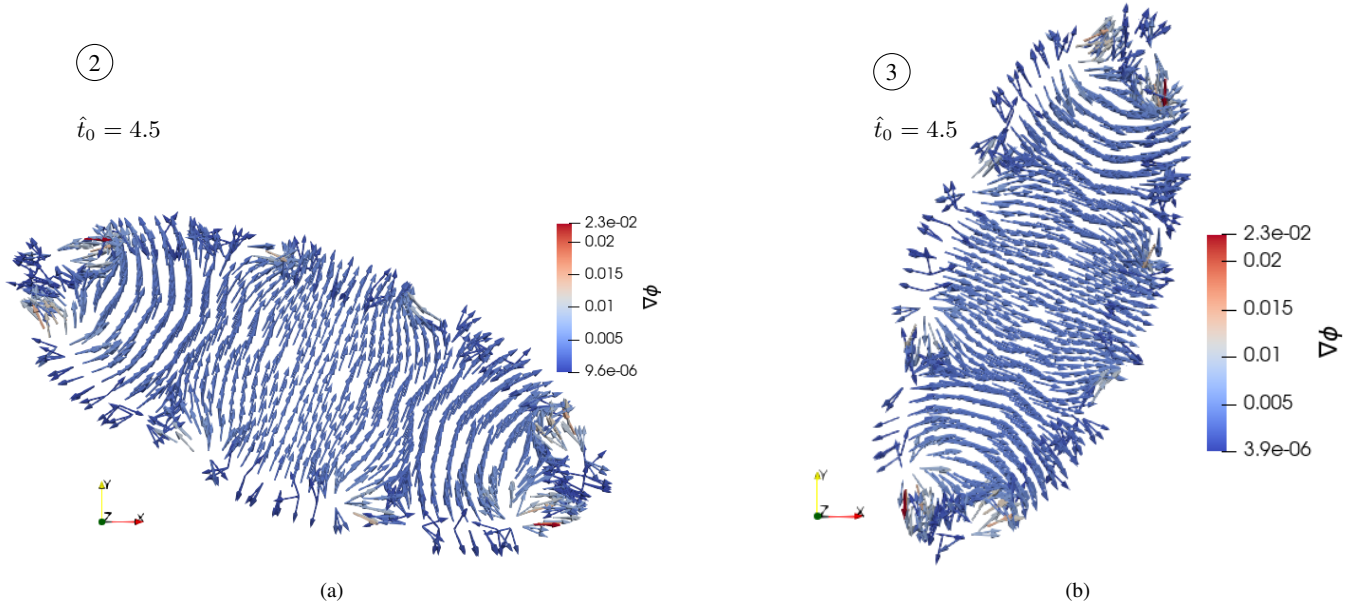 2
t̂₀ = 4.5
2.3e-02
0.02
0.015
0.01
0.005
9.6e-06
∇ϕ
Y
Z
X
(a)
3
t̂₀ = 4.5
2.3e-02
0.02
0.015
0.01
0.005
3.9e-06
∇ϕ
Y
Z
X
(b)